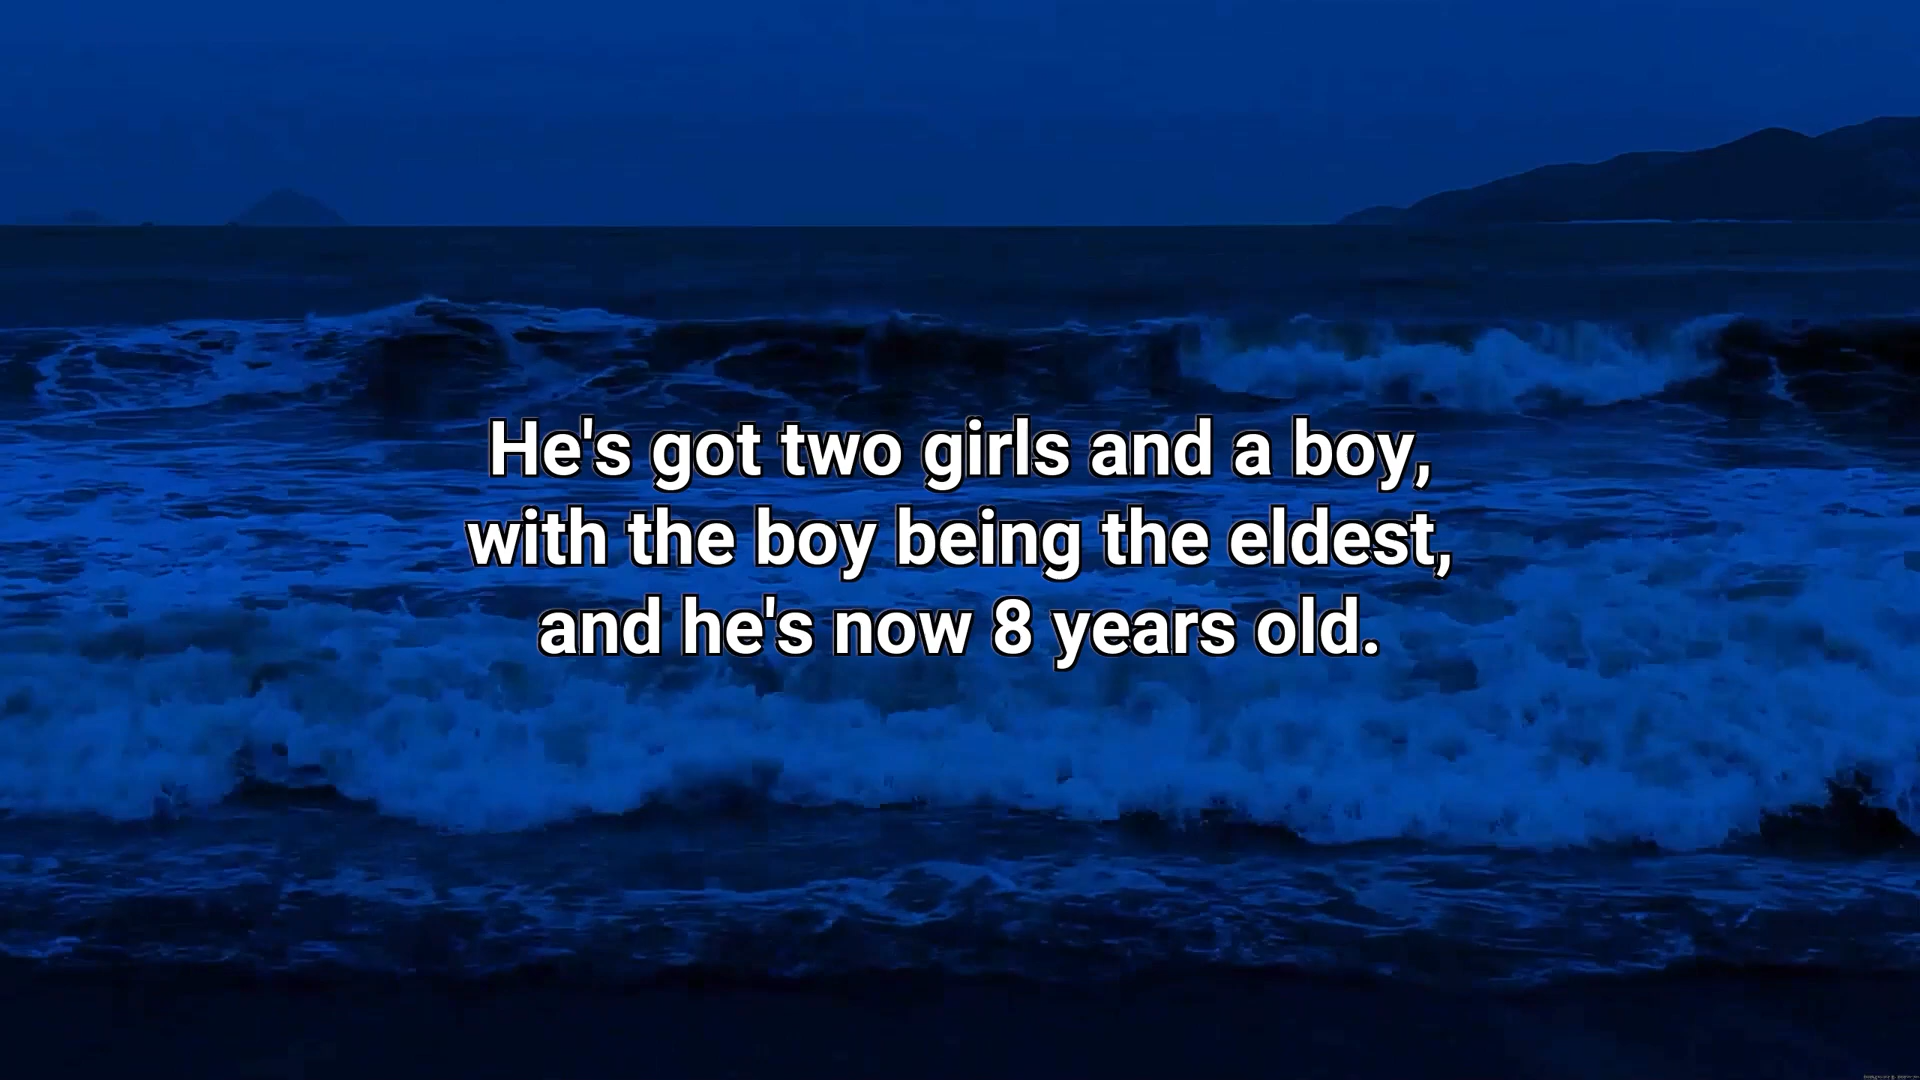 He's got two girls and a boy,
with the boy being the eldest,
and he's now 8 years old.